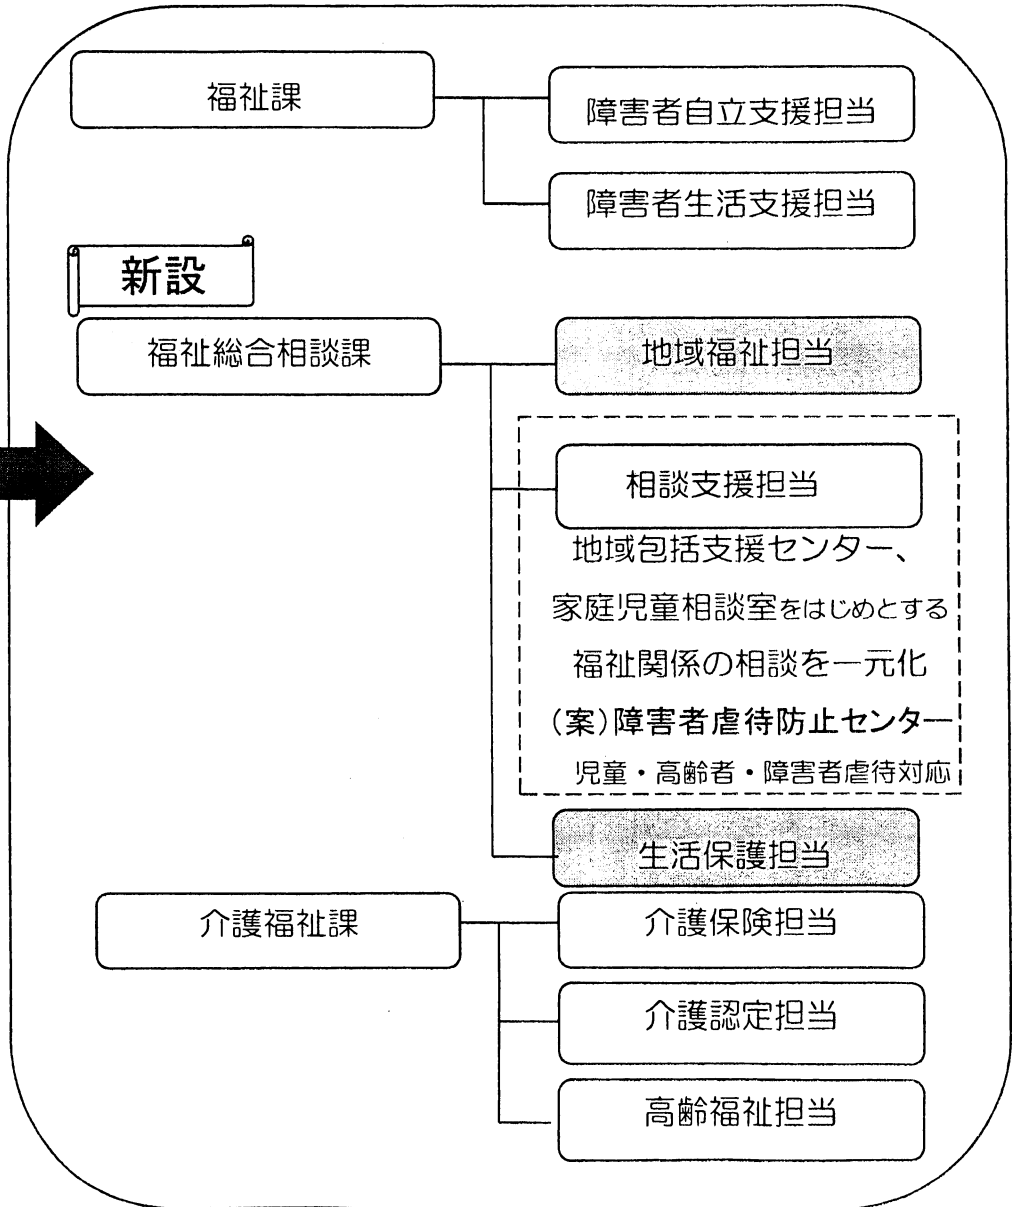 福祉課
障害者自立支援担当
障害者生活支援担当
新設
福祉総合相談課
地域福祉担当
相談支援担当
地域包括支援センター、
家庭児童相談室をはじめとする
福祉関係の相談を一元化
(案)障害者虐待防止センター
児童・高齢者・障害者虐待対応
生活保護担当
介護福祉課
介護保険担当
介護認定担当
高齢福祉担当